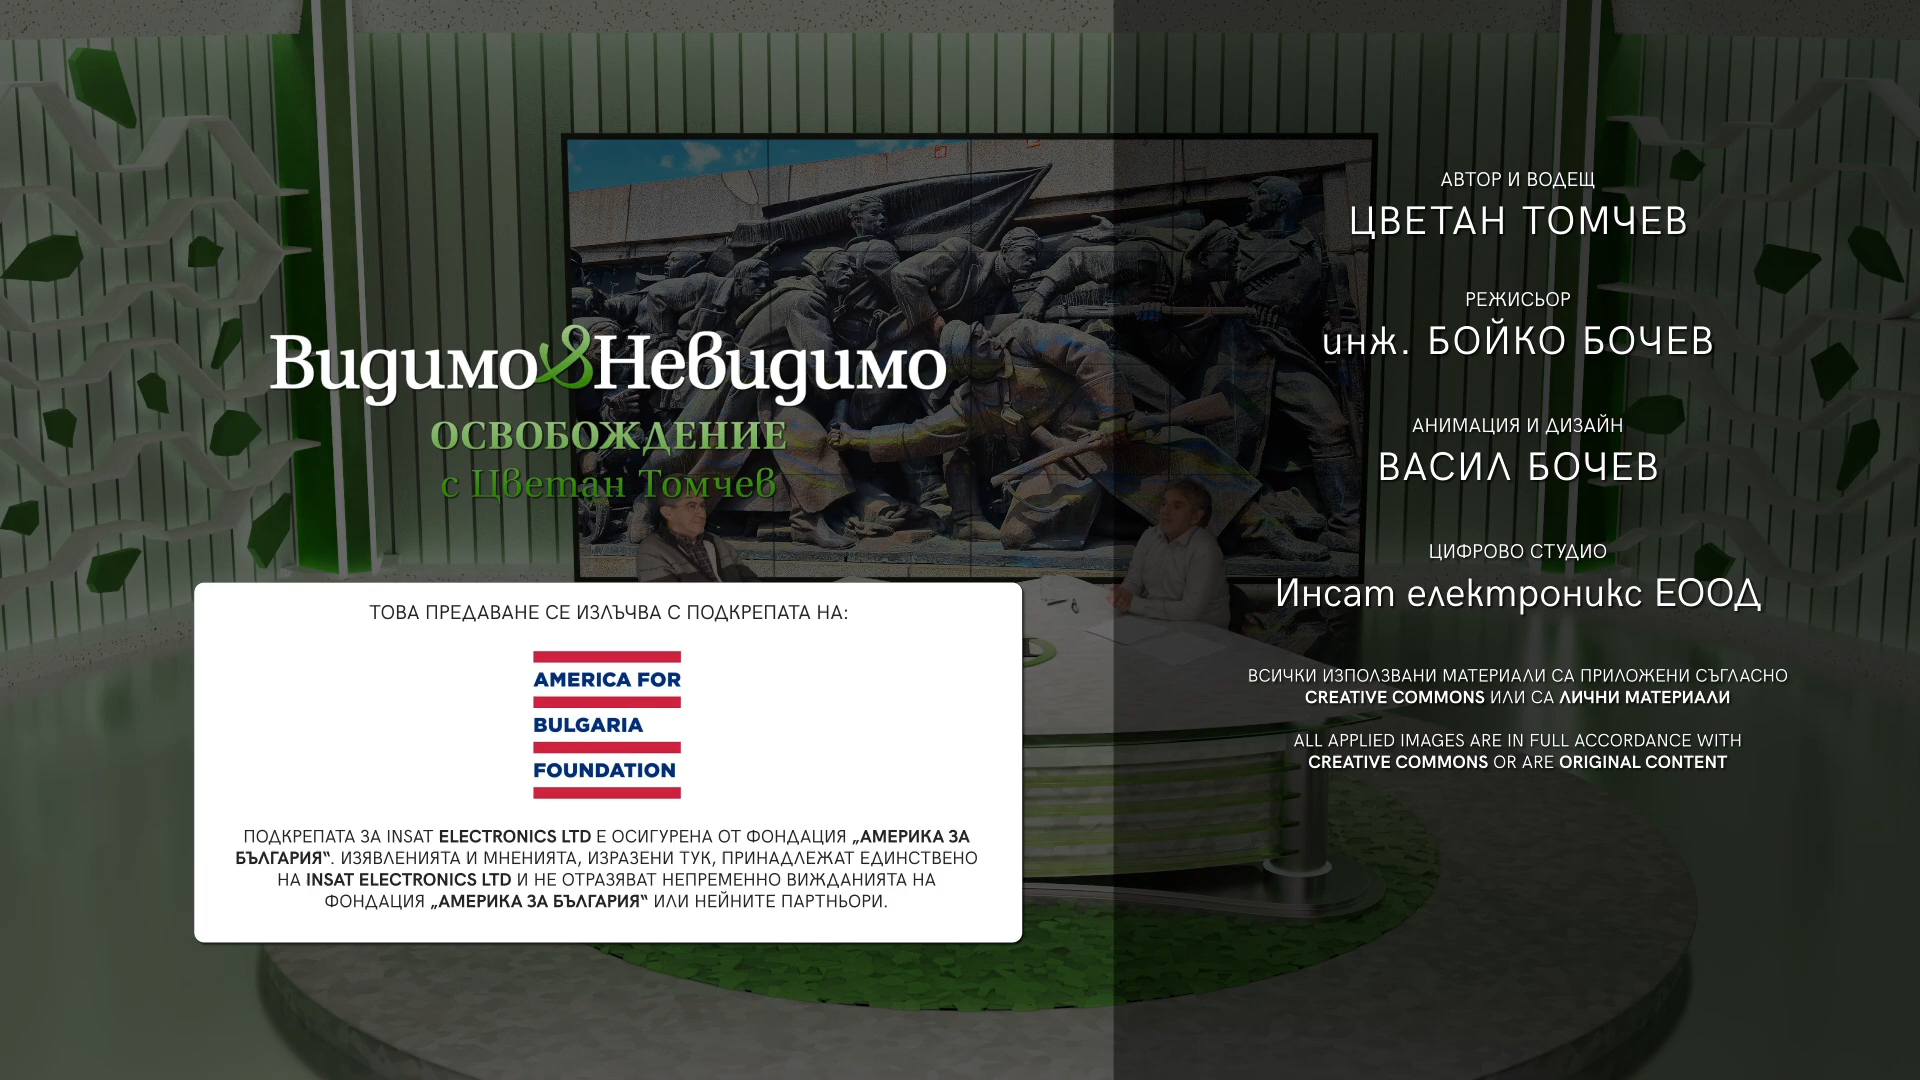 Видимо&Невидимо
ОСВОБОЖДЕНИЕ
с Цветан Томчев
ТОВА ПРЕДАВАНЕ СЕ ИЗЛЪЧВА С ПОДКРЕПАТА НА:
AMERICA FOR
BULGARIA
FOUNDATION
ПОДКРЕПАТА ЗА INSAT ELECTRONICS LTD Е ОСИГУРЕНА ОТ ФОНДАЦИЯ „АМЕРИКА ЗА
БЪЛГАРИЯ“. ИЗЯВЛЕНИЯТА И МНЕНИЯТА, ИЗРАЗЕНИ ТУК, ПРИНАДЛЕЖАТ ЕДИНСТВЕНО
НА INSAT ELECTRONICS LTD И НЕ ОТРАЗЯВАТ НЕПРЕМЕННО ВИЖДАНИЯТА НА
ФОНДАЦИЯ „АМЕРИКА ЗА БЪЛГАРИЯ“ ИЛИ НЕЙНИТЕ ПАРТНЬОРИ.
АВТОР И ВОДЕЩ
ЦВЕТАН ТОМЧЕВ
РЕЖИСЬОР
инж. БОЙКО БОЧЕВ
АНИМАЦИЯ И ДИЗАЙН
ВАСИЛ БОЧЕВ
ЦИФРОВО СТУДИО
Инсат електроникс ЕООД
ВСИЧКИ ИЗПОЛЗВАНИ МАТЕРИАЛИ СА ПРИЛОЖЕНИ СЪГЛАСНО
CREATIVE COMMONS ИЛИ СА ЛИЧНИ МАТЕРИАЛИ
ALL APPLIED IMAGES ARE IN FULL ACCORDANCE WITH
CREATIVE COMMONS OR ARE ORIGINAL CONTENT